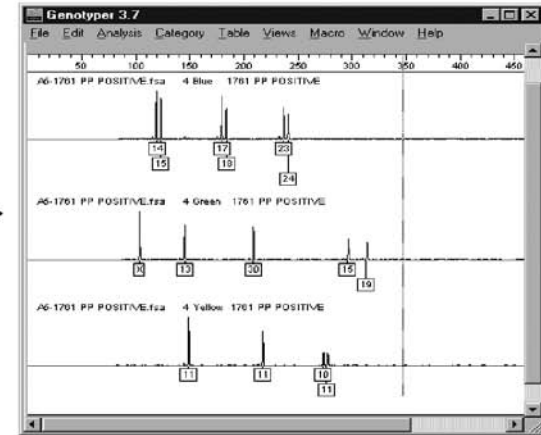 Genotyper 3.7
File Edit Analysis Category Table Views Macro Window Help
50 100 150 200 250 300 350 400 450
A6-1761 PP POSITIVE.fsa 4 Blue 1761 PP POSITIVE
14 17 23
15 18
24
A6-1761 PP POSITIVE.fsa 4 Green 1761 PP POSITIVE
X 13 30 15
19
A6-1761 PP POSITIVE.fsa 4 Yellow 1761 PP POSITIVE
11 11 10
11